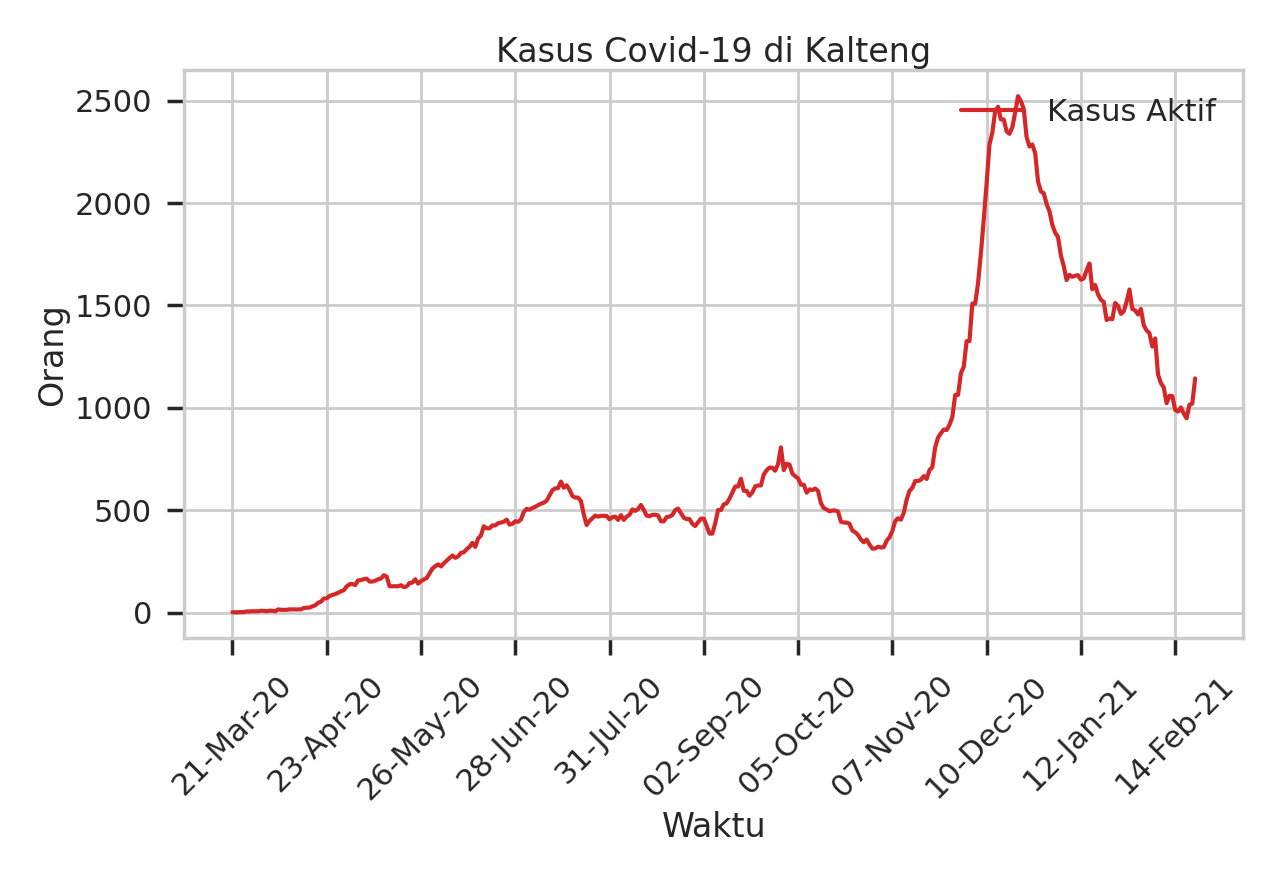 Kasus Covid-19 di Kalteng
Kasus Aktif
2500
2000
1500
1000
500
0
Orang
21-Mar-20
23-Apr-20
26-May-20
28-Jun-20
31-Jul-20
02-Sep-20
05-Oct-20
07-Nov-20
10-Dec-20
12-Jan-21
14-Feb-21
Waktu